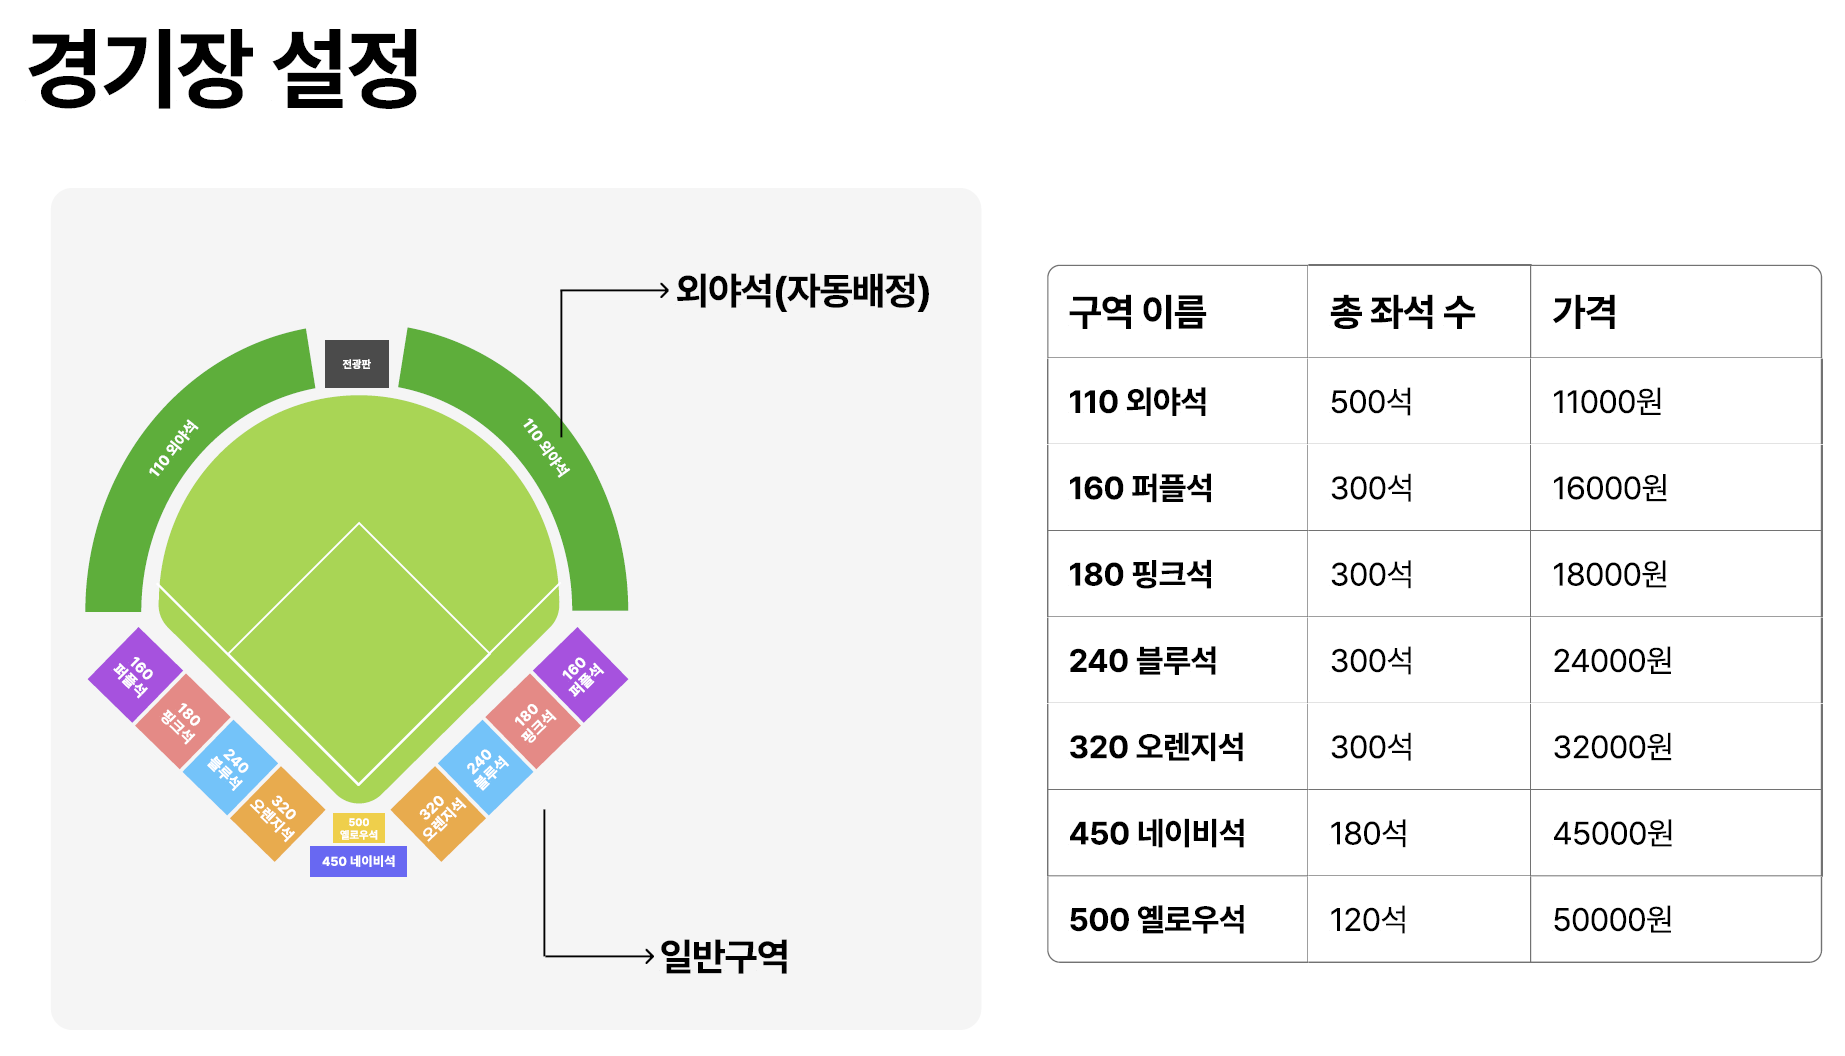 경기장 설정
외야석(자동배정)
전광판
110 외야석
110 외야석
160
퍼플석
180
핑크석
240
블루석
320
오렌지석
160
퍼플석
180
핑크석
240
블루석
320
오렌지석
500
옐로우석
450 네이비석
일반구역
구역 이름 총 좌석 수 가격
110 외야석 500석 11000원
160 퍼플석 300석 16000원
180 핑크석 300석 18000원
240 블루석 300석 24000원
320 오렌지석 300석 32000원
450 네이비석 180석 45000원
500 옐로우석 120석 50000원